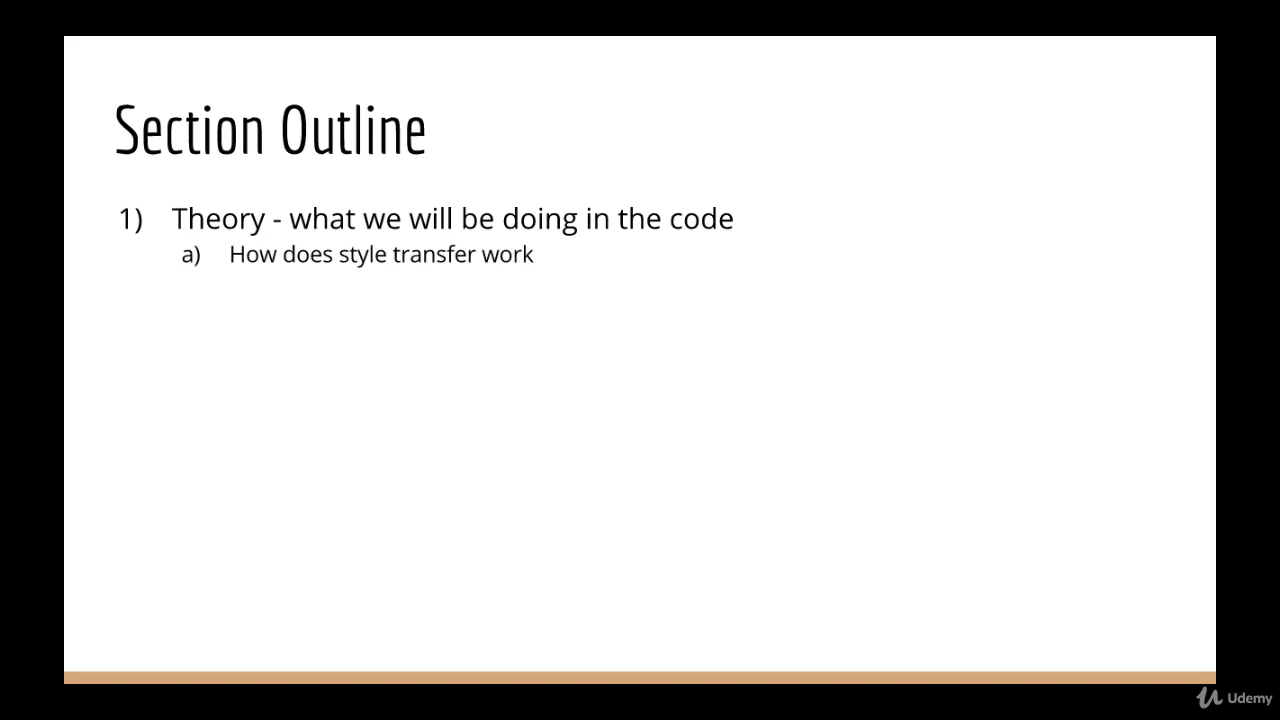 Section Outline
1) Theory - what we will be doing in the code
a) How does style transfer work
Udemy